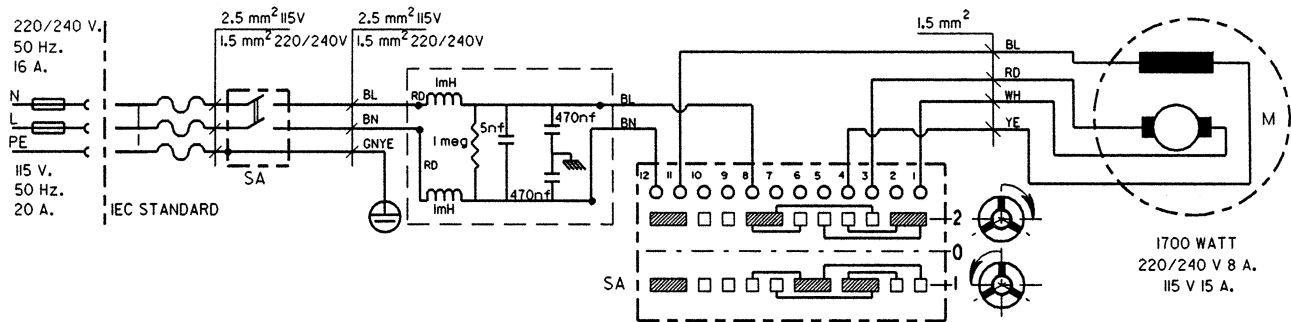 220/240 V.
50 Hz.
16 A.
N
L
PE
115 V.
50 Hz.
20 A.
IEC STANDARD
2.5 mm² 115V
1.5 mm² 220/240V
SA
2.5 mm² 115V
1.5 mm² 220/240V
BL
BN
GNYE
RD
1mH
RD
1 meg
5nf
470nf
470nf
1mH
BL
BN
12 11 10 9 8 7 6 5 4 3 2 1
2
0
1
SA
1.5 mm²
BL
RD
WH
YE
M
1700 WATT
220/240 V 8 A.
115 V 15 A.